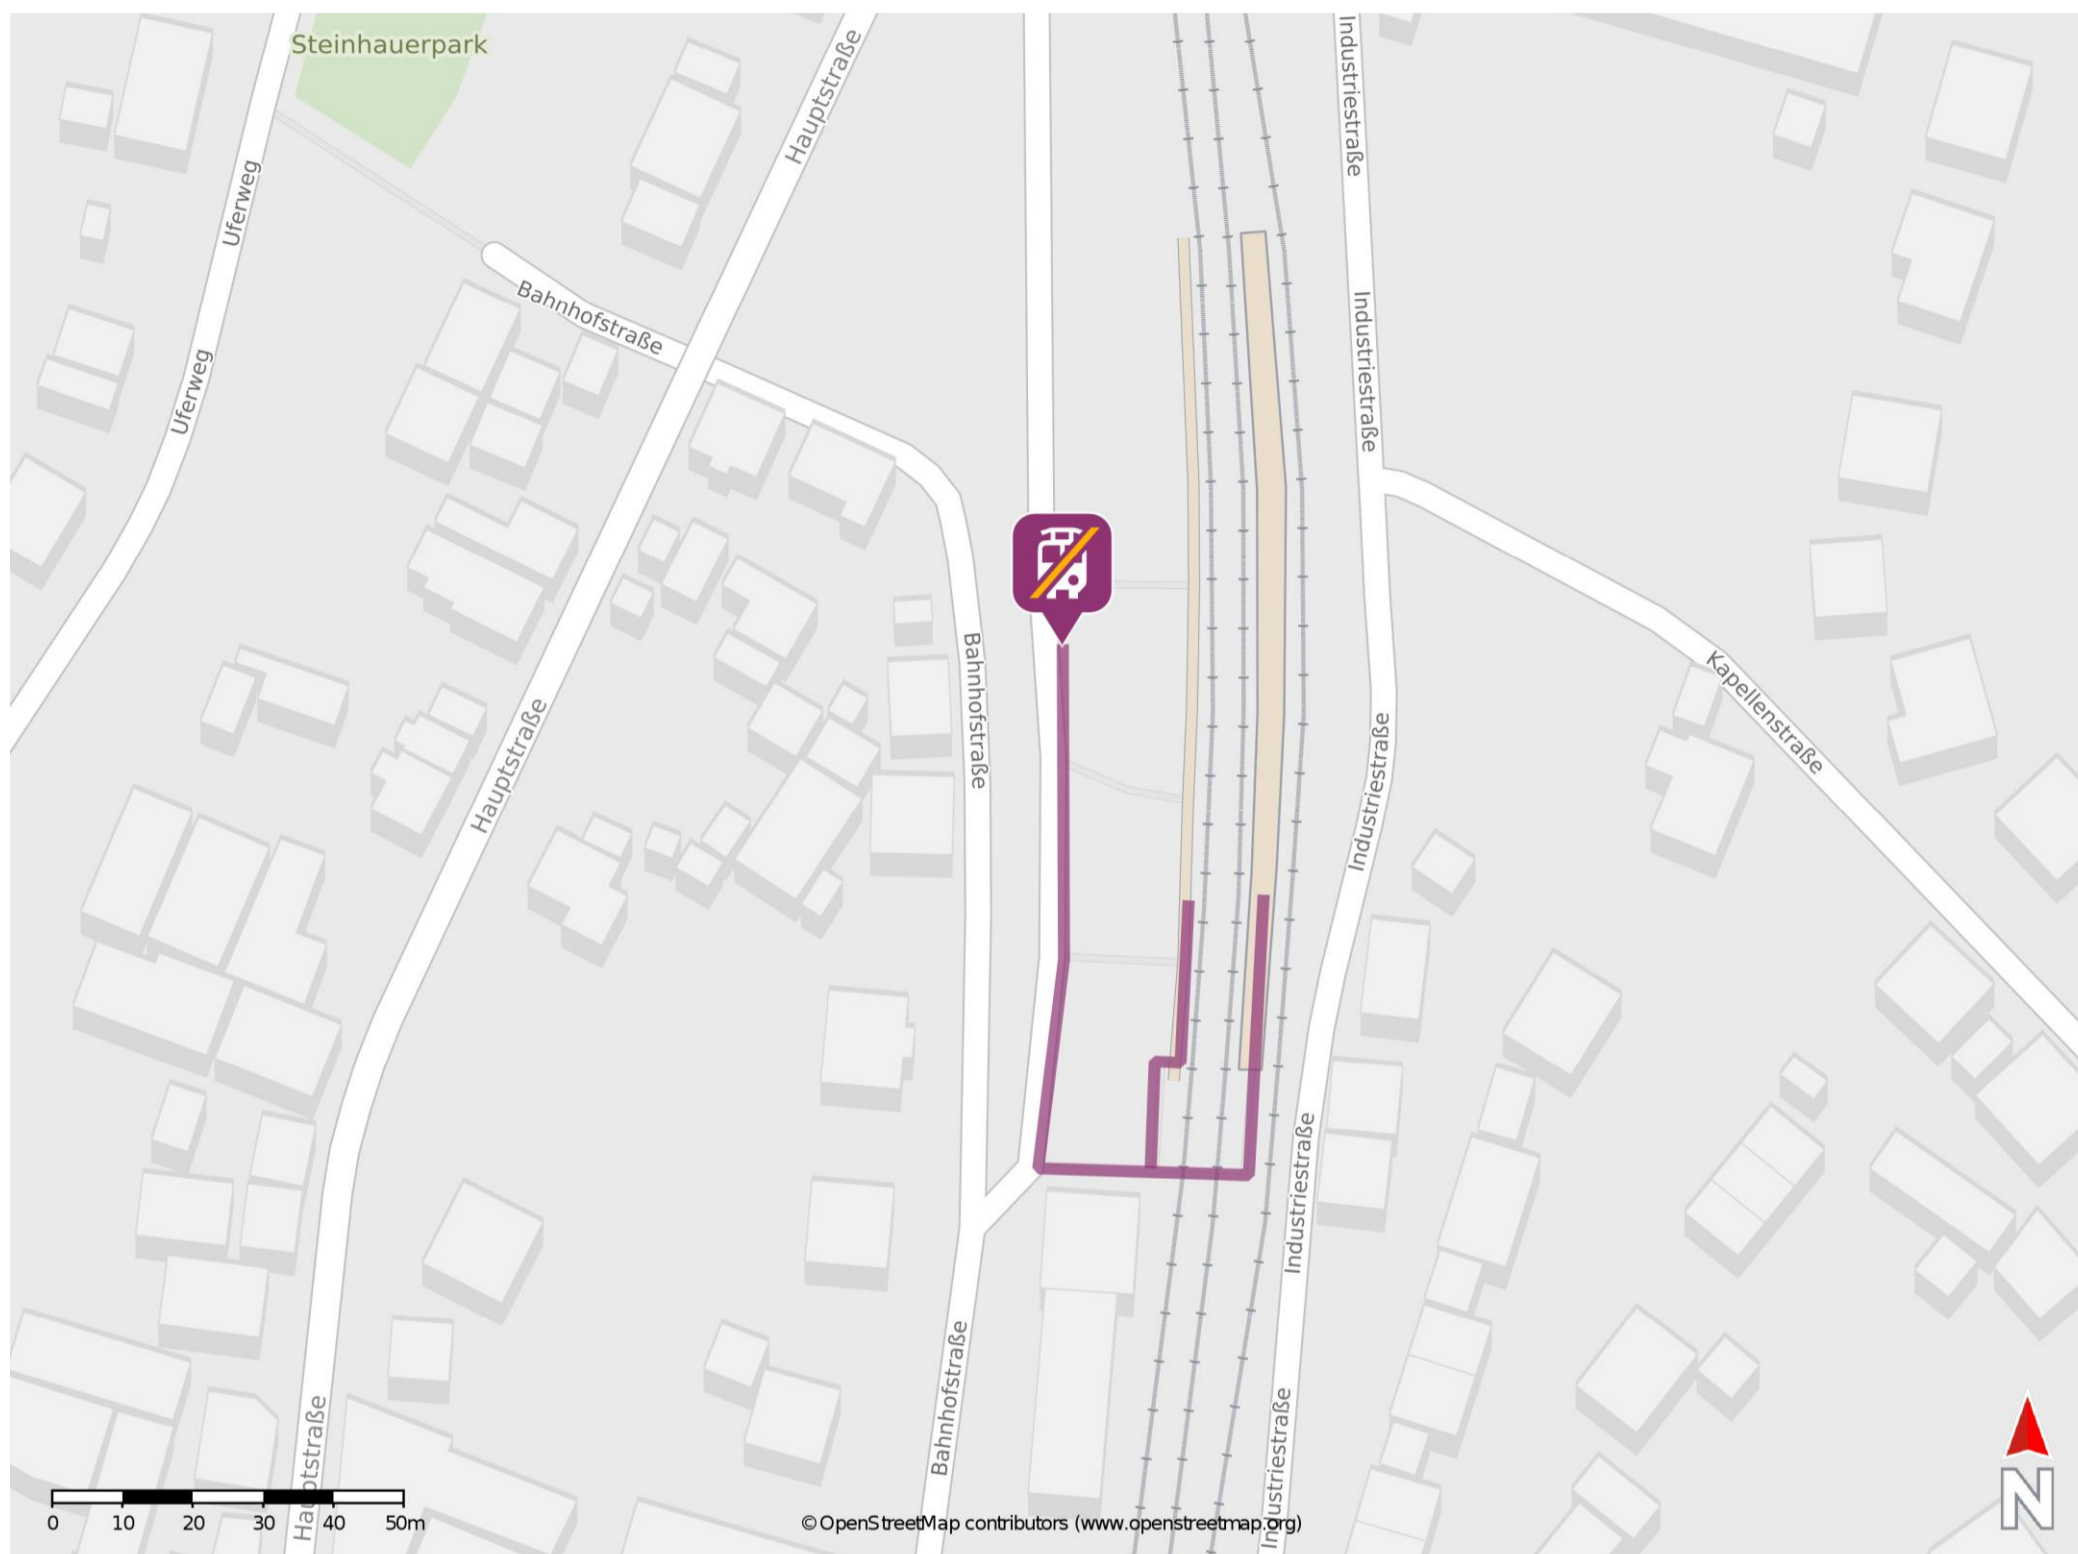 Steinhauerpark
Hauptstraße
Industriestraße
Uferweg
Bahnhofstraße
Industriestraße
Uferweg
Bahnhofstraße
Kapellenstraße
Hauptstraße
Industriestraße
Industriestraße
Bahnhofstraße
Industriestraße
Hauptstraße
N
0 10 20 30 40 50m
©OpenStreetMap contributors (www.openstreetmap.org)